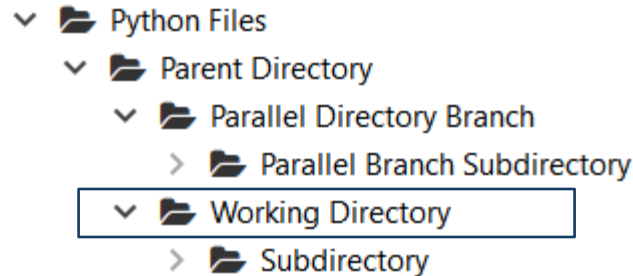 Python Files
Parent Directory
Parallel Directory Branch
Parallel Branch Subdirectory
Working Directory
Subdirectory